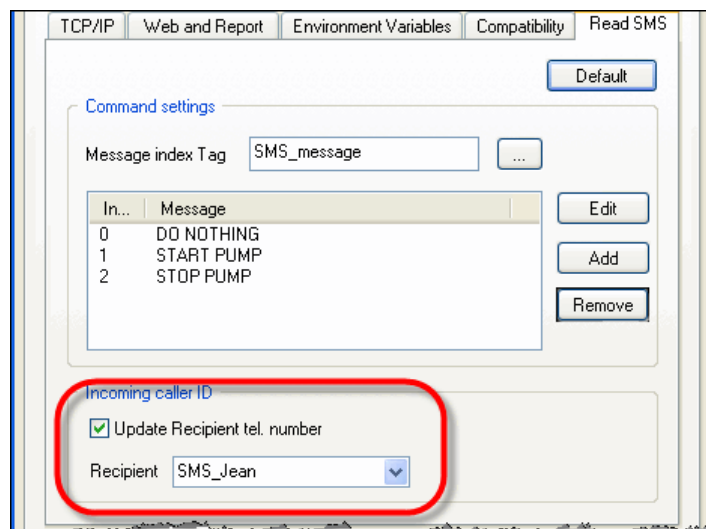 TCP/IP Web and Report Environment Variables Compatibility Read SMS
Default
Command settings
Message index Tag SMS_message ...
In... Message
Edit
0 DO NOTHING
1 START PUMP
Add
2 STOP PUMP
Remove
Incoming caller ID
Update Recipient tel. number
Recipient SMS_Jean